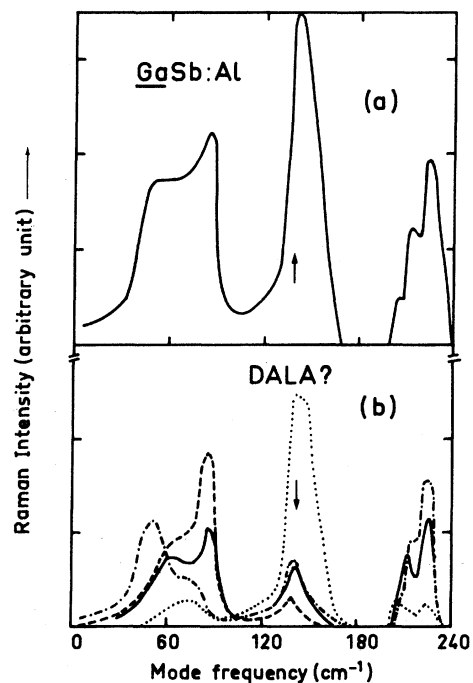 GaSb:Al
(a)
DALA?
(b)
Raman Intensity (arbitrary unit)
0 60 120 180 240
Mode frequency (cm⁻¹)